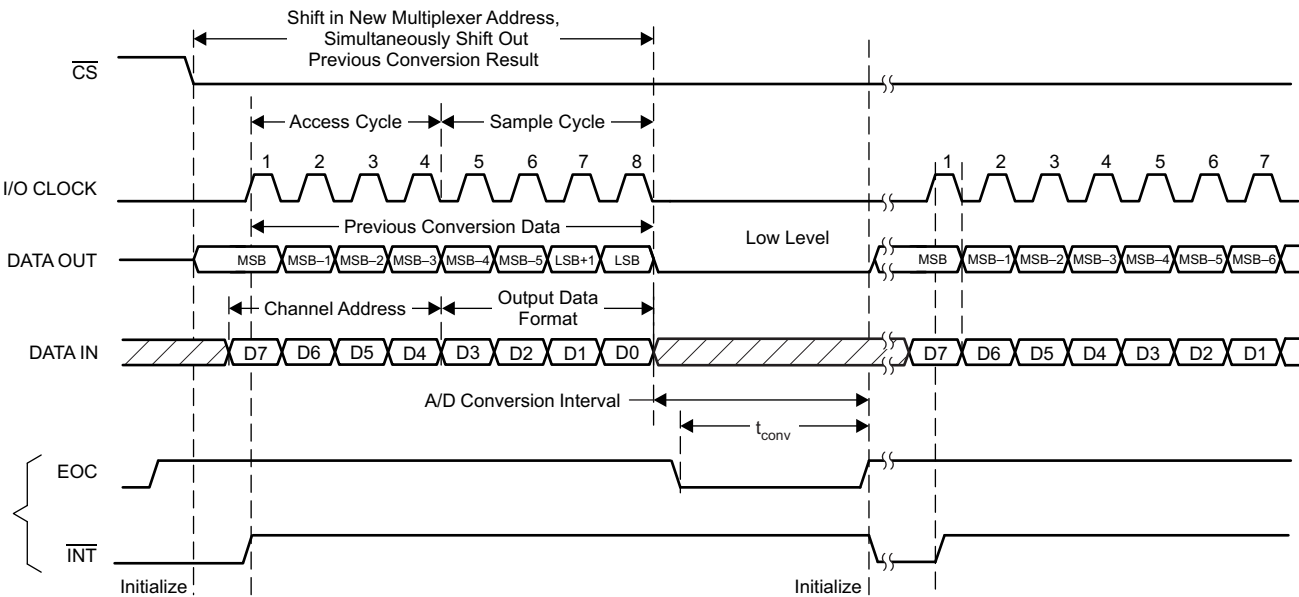 Shift in New Multiplexer Address,
Simultaneously Shift Out
Previous Conversion Result
CS
Access Cycle
Sample Cycle
1 2 3 4 5 6 7 8 1 2 3 4 5 6 7
I/O CLOCK
Previous Conversion Data
Low Level
DATA OUT
MSB MSB–1 MSB–2 MSB–3 MSB–4 MSB–5 LSB+1 LSB MSB MSB–1 MSB–2 MSB–3 MSB–4 MSB–5 MSB–6
Channel Address
Output Data
Format
DATA IN
D7 D6 D5 D4 D3 D2 D1 D0 D7 D6 D5 D4 D3 D2 D1
A/D Conversion Interval
tconv
EOC
INT
Initialize
Initialize